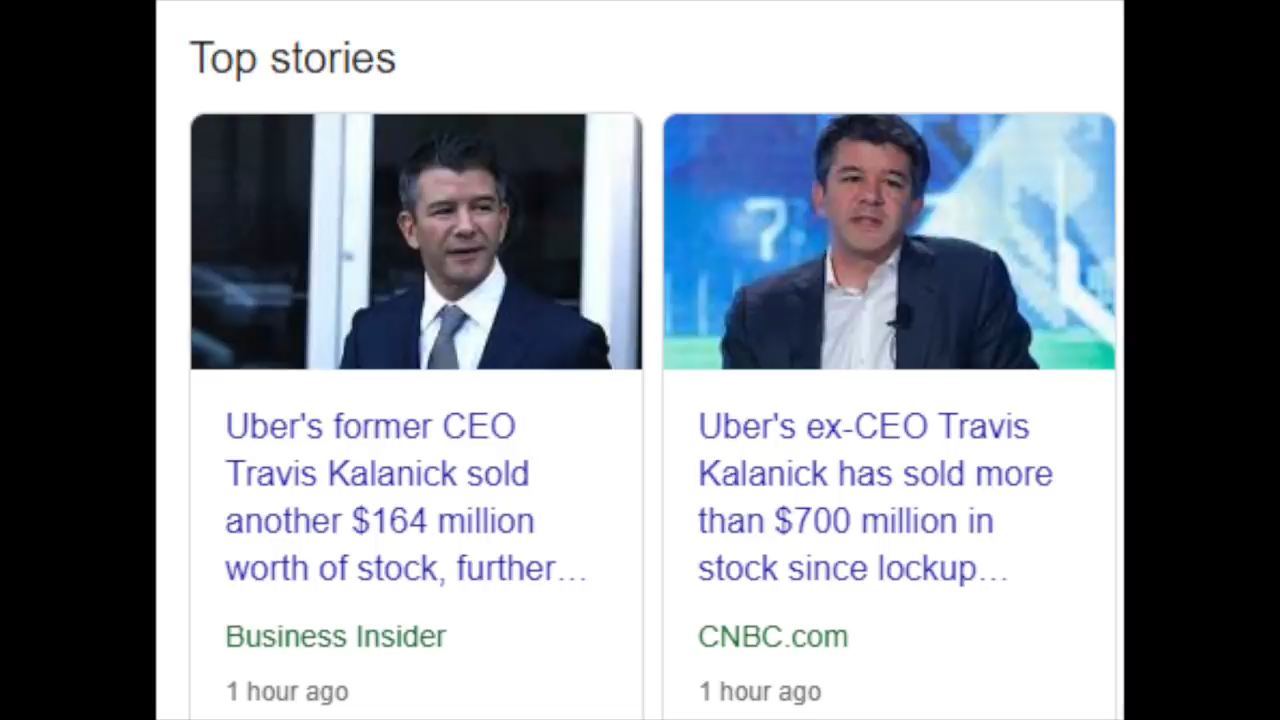 Top stories
Uber's former CEO
Travis Kalanick sold
another $164 million
worth of stock, further...
Business Insider
1 hour ago
Uber's ex-CEO Travis
Kalanick has sold more
than $700 million in
stock since lockup...
CNBC.com
1 hour ago